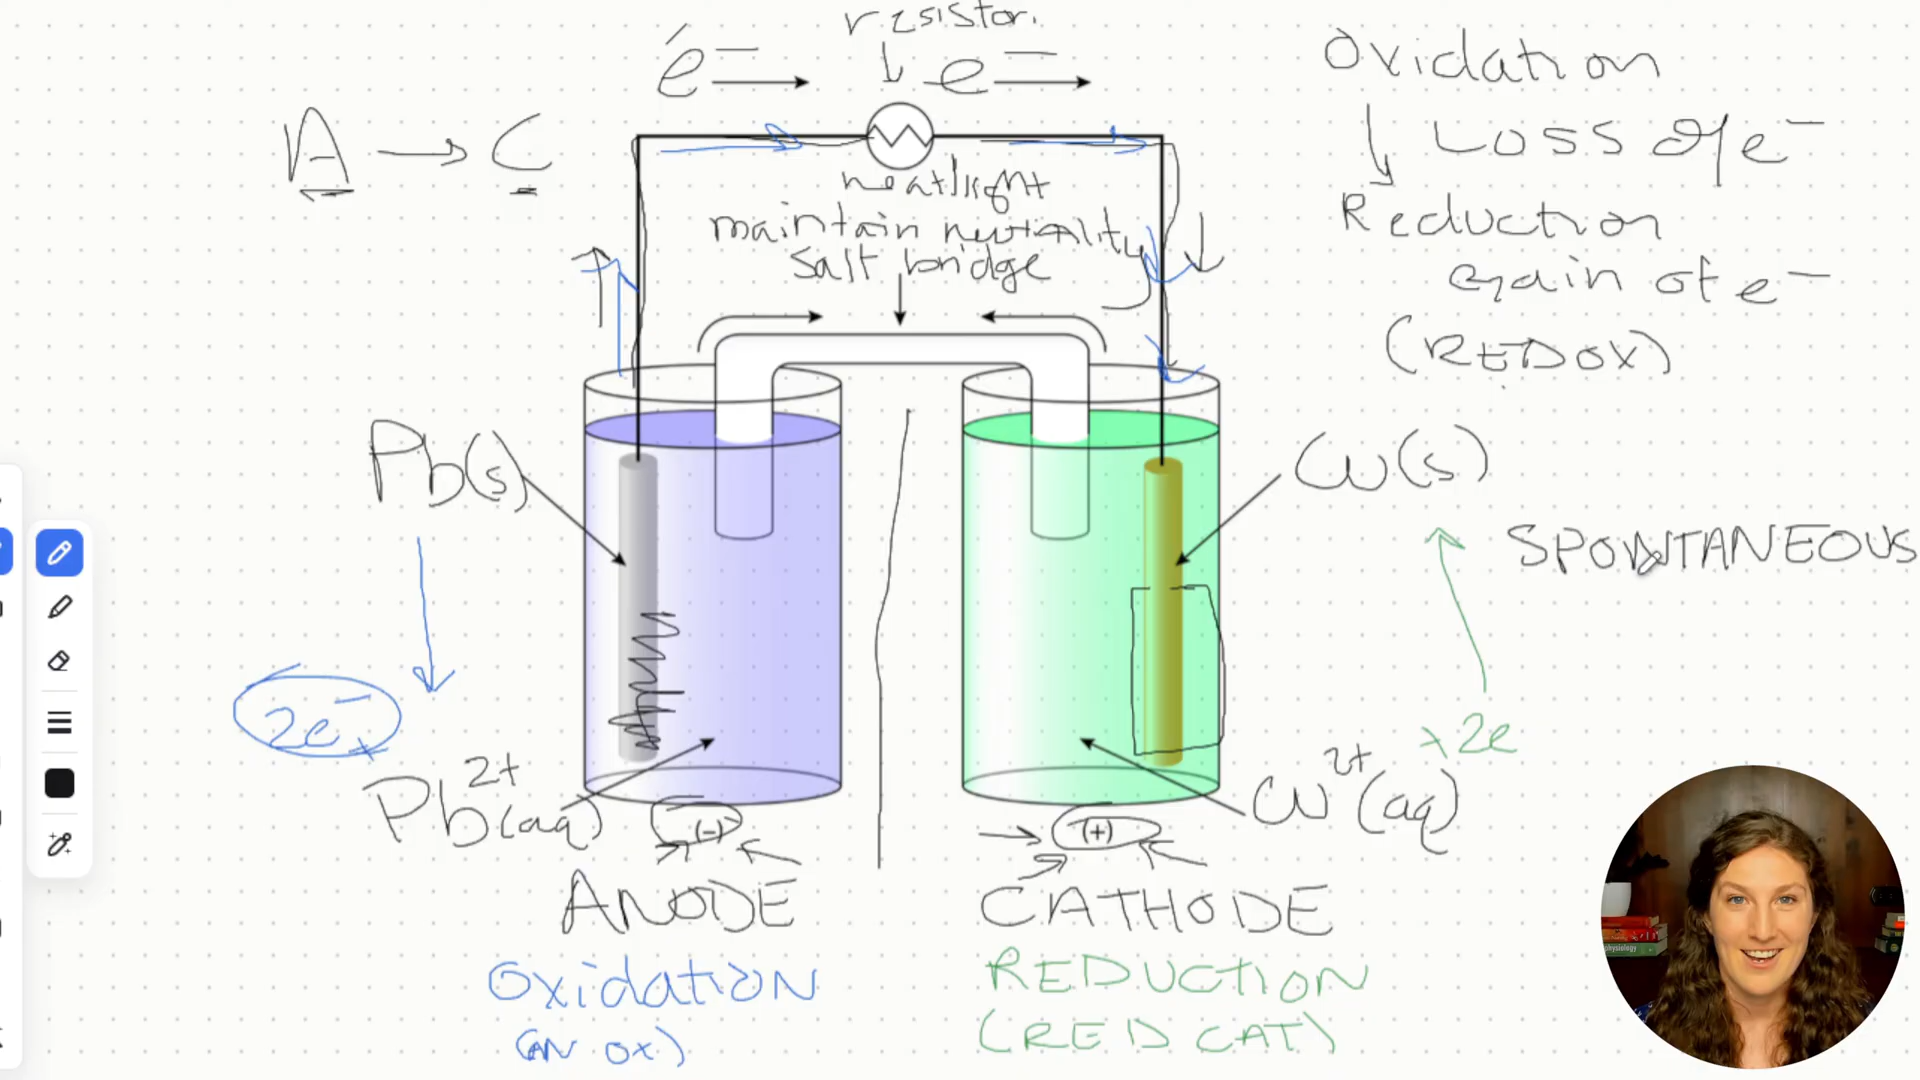 resistor.
e⁻ → ↓ e⁻ →
A → C
heat/light
maintain neutrality
salt bridge
Oxidation
↓ Loss of e⁻
Reduction
gain of e⁻
(REDOX)
Pb(s)
Cu(s)
SPONTANEOUS
2e⁻
+
+2e
Pb²⁺(aq)
Cu²⁺(aq)
(-)
(+)
ANODE
CATHODE
Oxidation
REDUCTION
(AN OX)
(RED CAT)
physiology